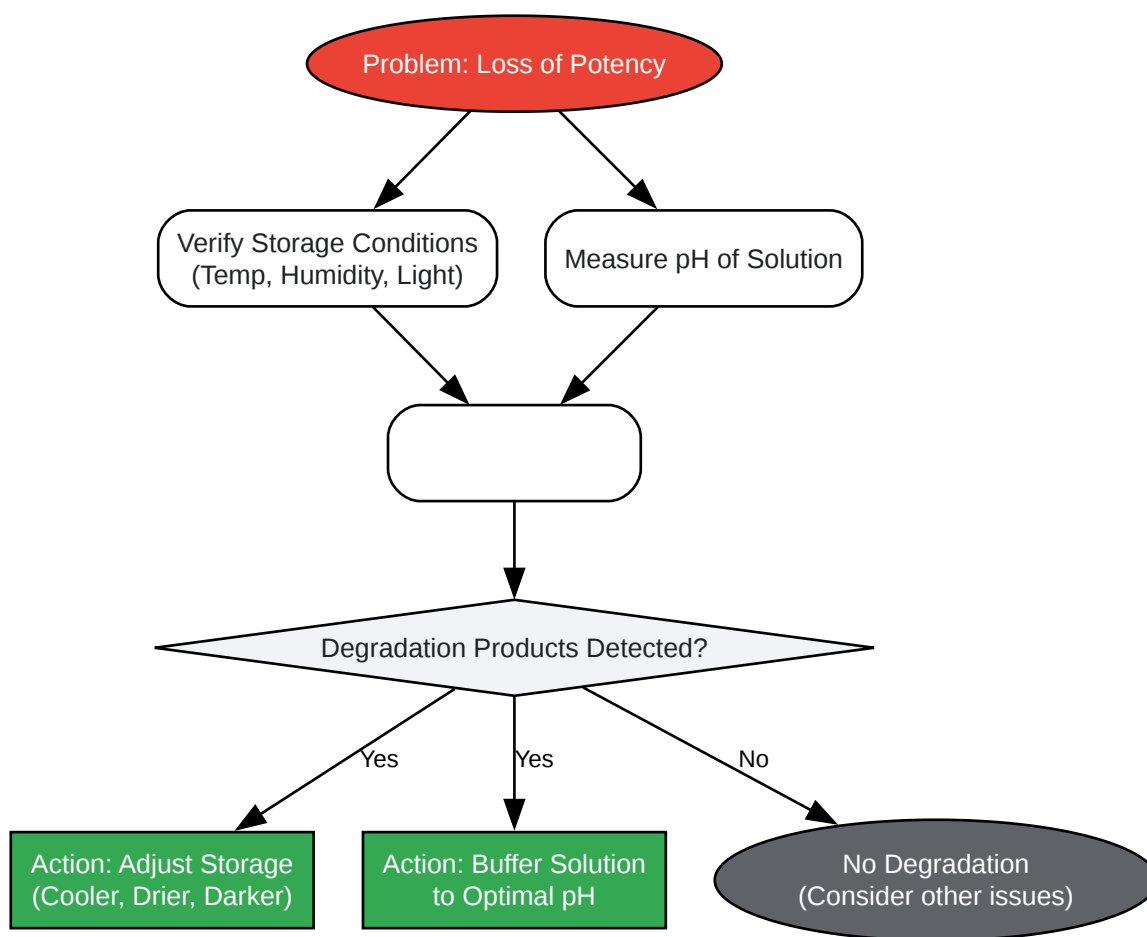 Problem: Loss of Potency
Verify Storage Conditions
(Temp, Humidity, Light)
Measure pH of Solution
Degradation Products Detected?
Yes
Yes
No
Action: Adjust Storage
(Cooler, Drier, Darker)
Action: Buffer Solution
to Optimal pH
No Degradation
(Consider other issues)